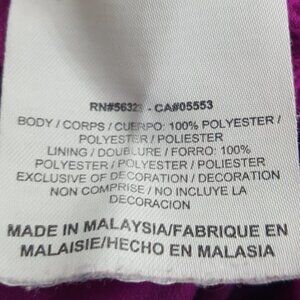 RN#56323 - CA#05553
BODY / CORPS / CUERPO: 100% POLYESTER /
POLYESTER / POLIESTER
LINING / DOUBLURE / FORRO: 100%
POLYESTER / POLYESTER / POLIESTER
EXCLUSIVE OF DECORATION / DECORATION
NON COMPRISE / NO INCLUYE LA
DECORACION
MADE IN MALAYSIA/FABRIQUE EN
MALAISIE/HECHO EN MALASIA